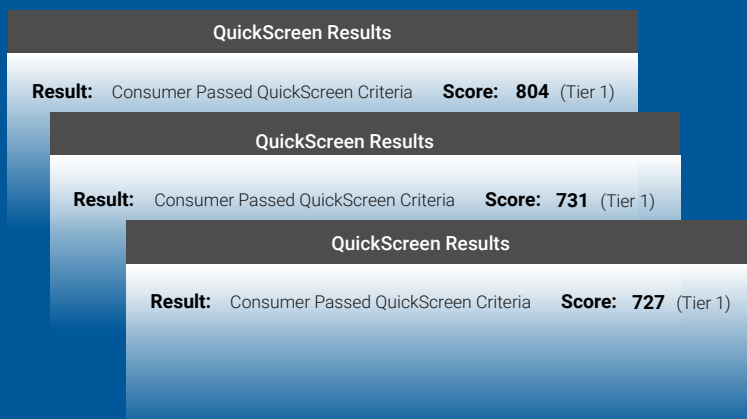 QuickScreen Results
Result: Consumer Passed QuickScreen Criteria Score: 804 (Tier 1)
QuickScreen Results
Result: Consumer Passed QuickScreen Criteria Score: 731 (Tier 1)
QuickScreen Results
Result: Consumer Passed QuickScreen Criteria Score: 727 (Tier 1)